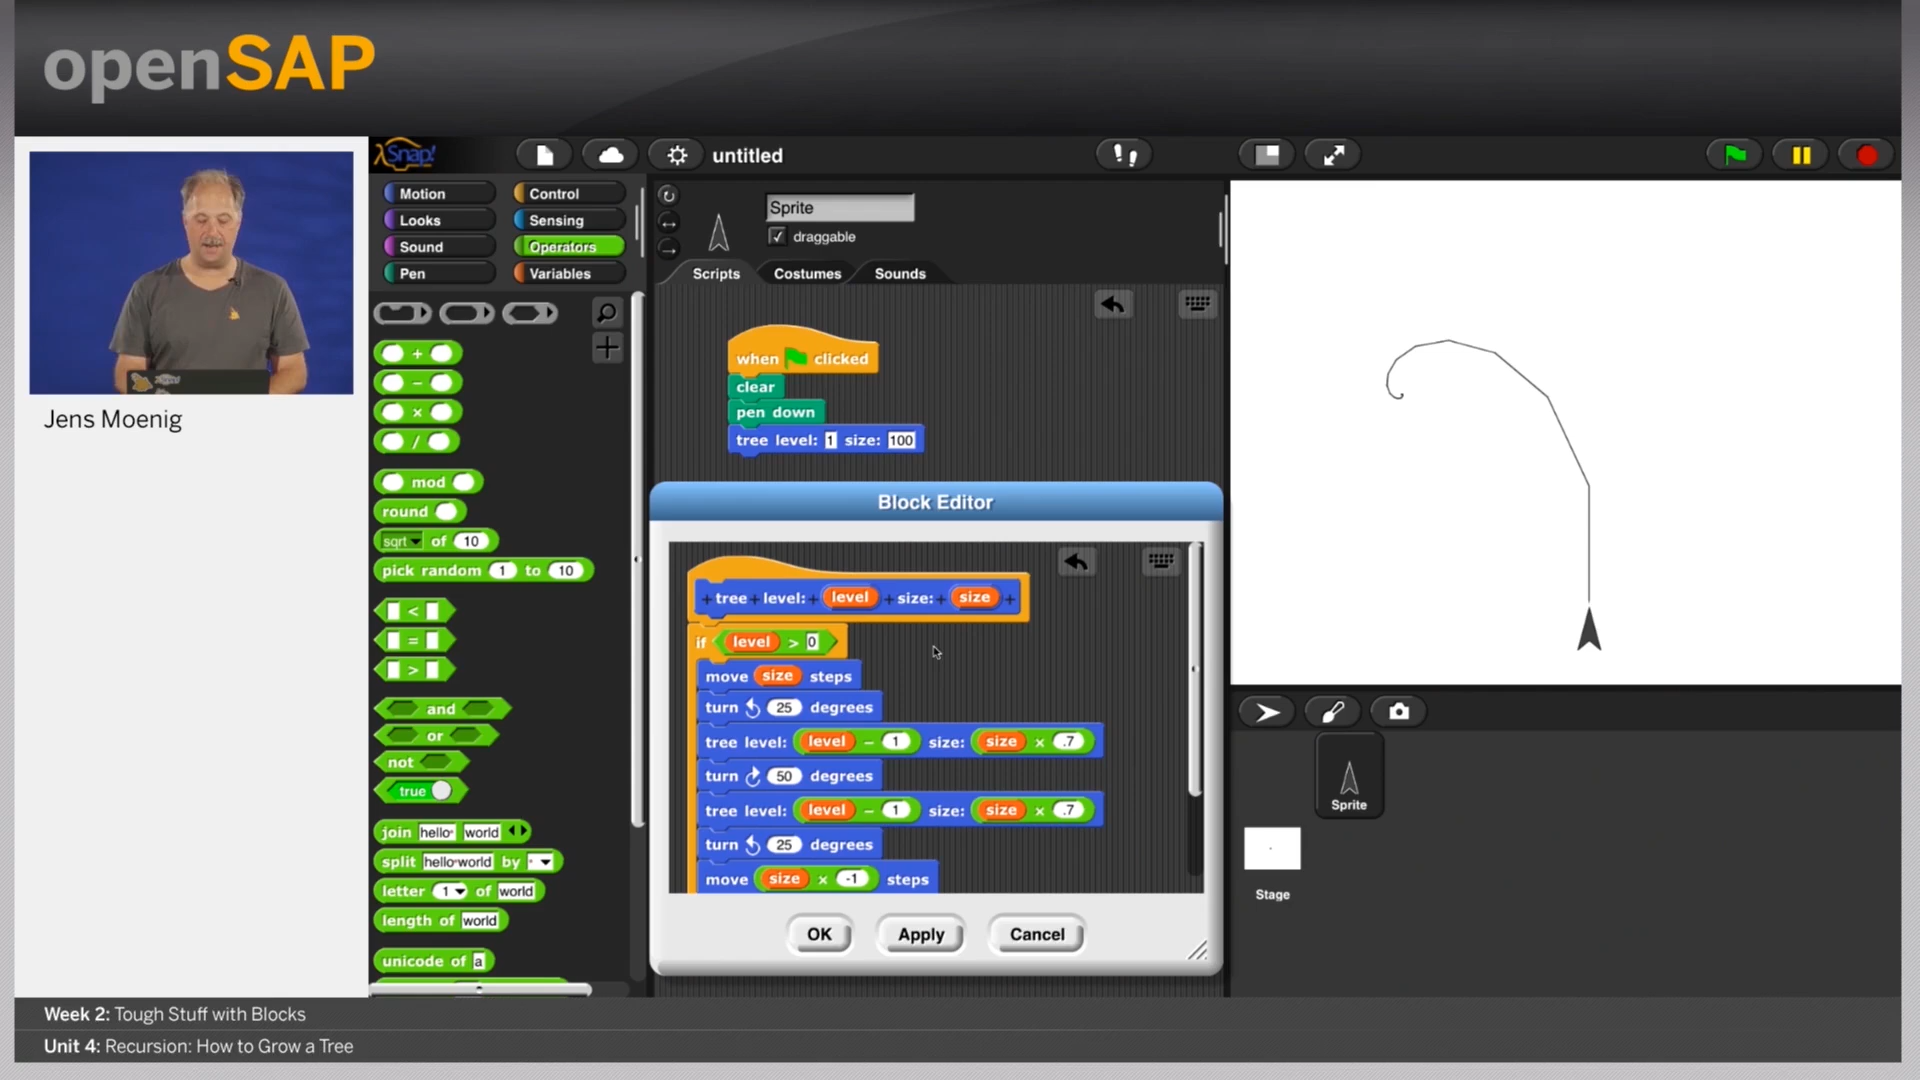 openSAP
Jens Moenig
Snap!
untitled
Motion
Control
Looks
Sensing
Sound
Operators
Pen
Variables
+
−
×
/
mod
round
sqrt of 10
pick random 1 to 10
<
=
>
and
or
not
true
join hello world
split hello world by
letter 1 of world
length of world
unicode of a
Sprite
draggable
Scripts Costumes Sounds
when clicked
clear
pen down
tree level: 1 size: 100
Block Editor
+ tree + level: + level + size: + size +
if level > 0
move size steps
turn 25 degrees
tree level: level − 1 size: size × .7
turn 50 degrees
tree level: level − 1 size: size × .7
turn 25 degrees
move size × -1 steps
OK Apply Cancel
Sprite
Stage
Week 2: Tough Stuff with Blocks
Unit 4: Recursion: How to Grow a Tree